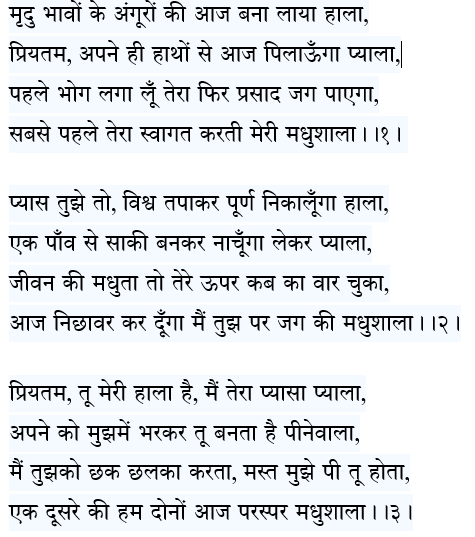 मृदु भावों के अंगूरों की आज बना लाया हाला,
प्रियतम, अपने ही हाथों से आज पिलाऊँगा प्याला,
पहले भोग लगा लूँ तेरा फिर प्रसाद जग पाएगा,
सबसे पहले तेरा स्वागत करती मेरी मधुशाला।।१।
प्यास तुझे तो, विश्व तपाकर पूर्ण निकालूँगा हाला,
एक पाँव से साकी बनकर नाचूँगा लेकर प्याला,
जीवन की मधुता तो तेरे ऊपर कब का वार चुका,
आज निछावर कर दूँगा मैं तुझ पर जग की मधुशाला।।२।
प्रियतम, तू मेरी हाला है, मैं तेरा प्यासा प्याला,
अपने को मुझमें भरकर तू बनता है पीनेवाला,
मैं तुझको छक छलका करता, मस्त मुझे पी तू होता,
एक दूसरे की हम दोनों आज परस्पर मधुशाला।।३।